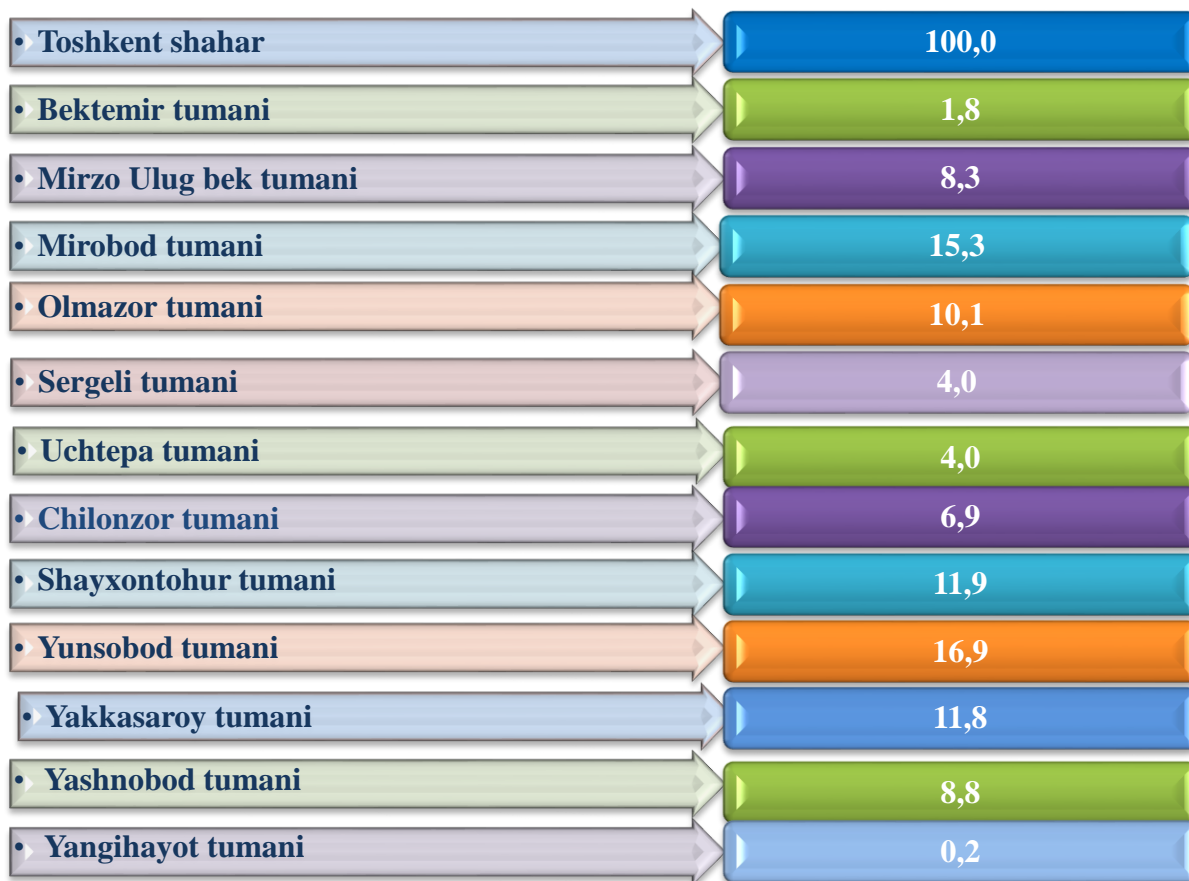 • Toshkent shahar 100,0
• Bektemir tumani 1,8
• Mirzo Ulug bek tumani 8,3
• Mirobod tumani 15,3
• Olmazor tumani 10,1
• Sergeli tumani 4,0
• Uchtepa tumani 4,0
• Chilonzor tumani 6,9
• Shayxontohur tumani 11,9
• Yunsobod tumani 16,9
• Yakkasaroy tumani 11,8
• Yashnobod tumani 8,8
• Yangihayot tumani 0,2